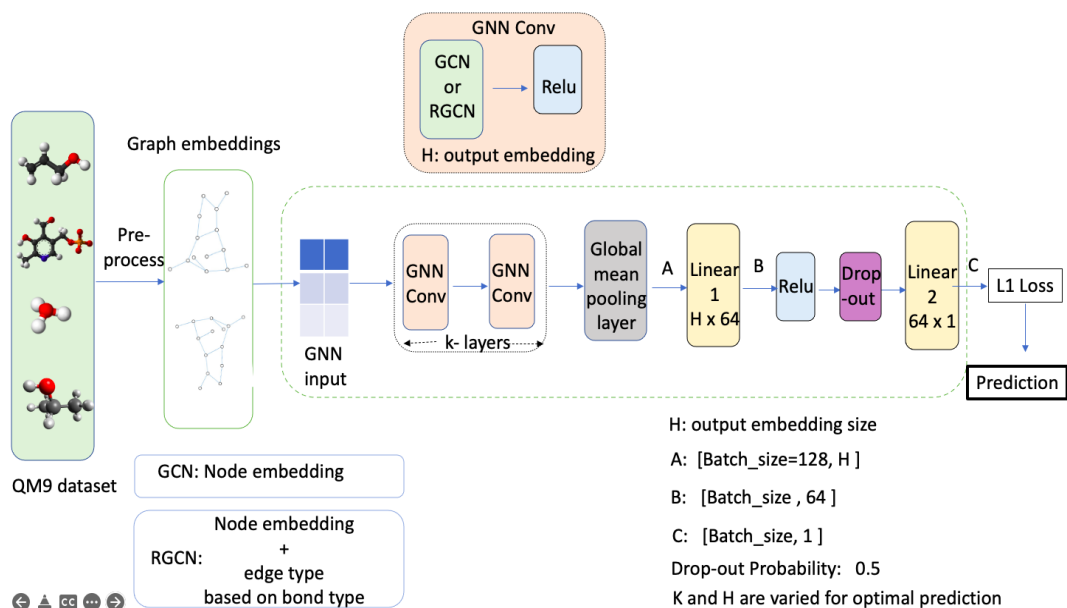 GNN Conv
GCN
or
RGCN
Relu
H: output embedding
Graph embeddings
Pre-
process
GNN
input
GNN
Conv
GNN
Conv
k- layers
Global
mean
pooling
layer
A
Linear
1
H x 64
B
Relu
Drop
-out
Linear
2
64 x 1
C
L1 Loss
Prediction
QM9 dataset
GCN: Node embedding
RGCN:
Node embedding
+
edge type
based on bond type
H: output embedding size
A: [Batch_size=128, H ]
B: [Batch_size , 64 ]
C: [Batch_size, 1 ]
Drop-out Probability: 0.5
K and H are varied for optimal prediction
CC